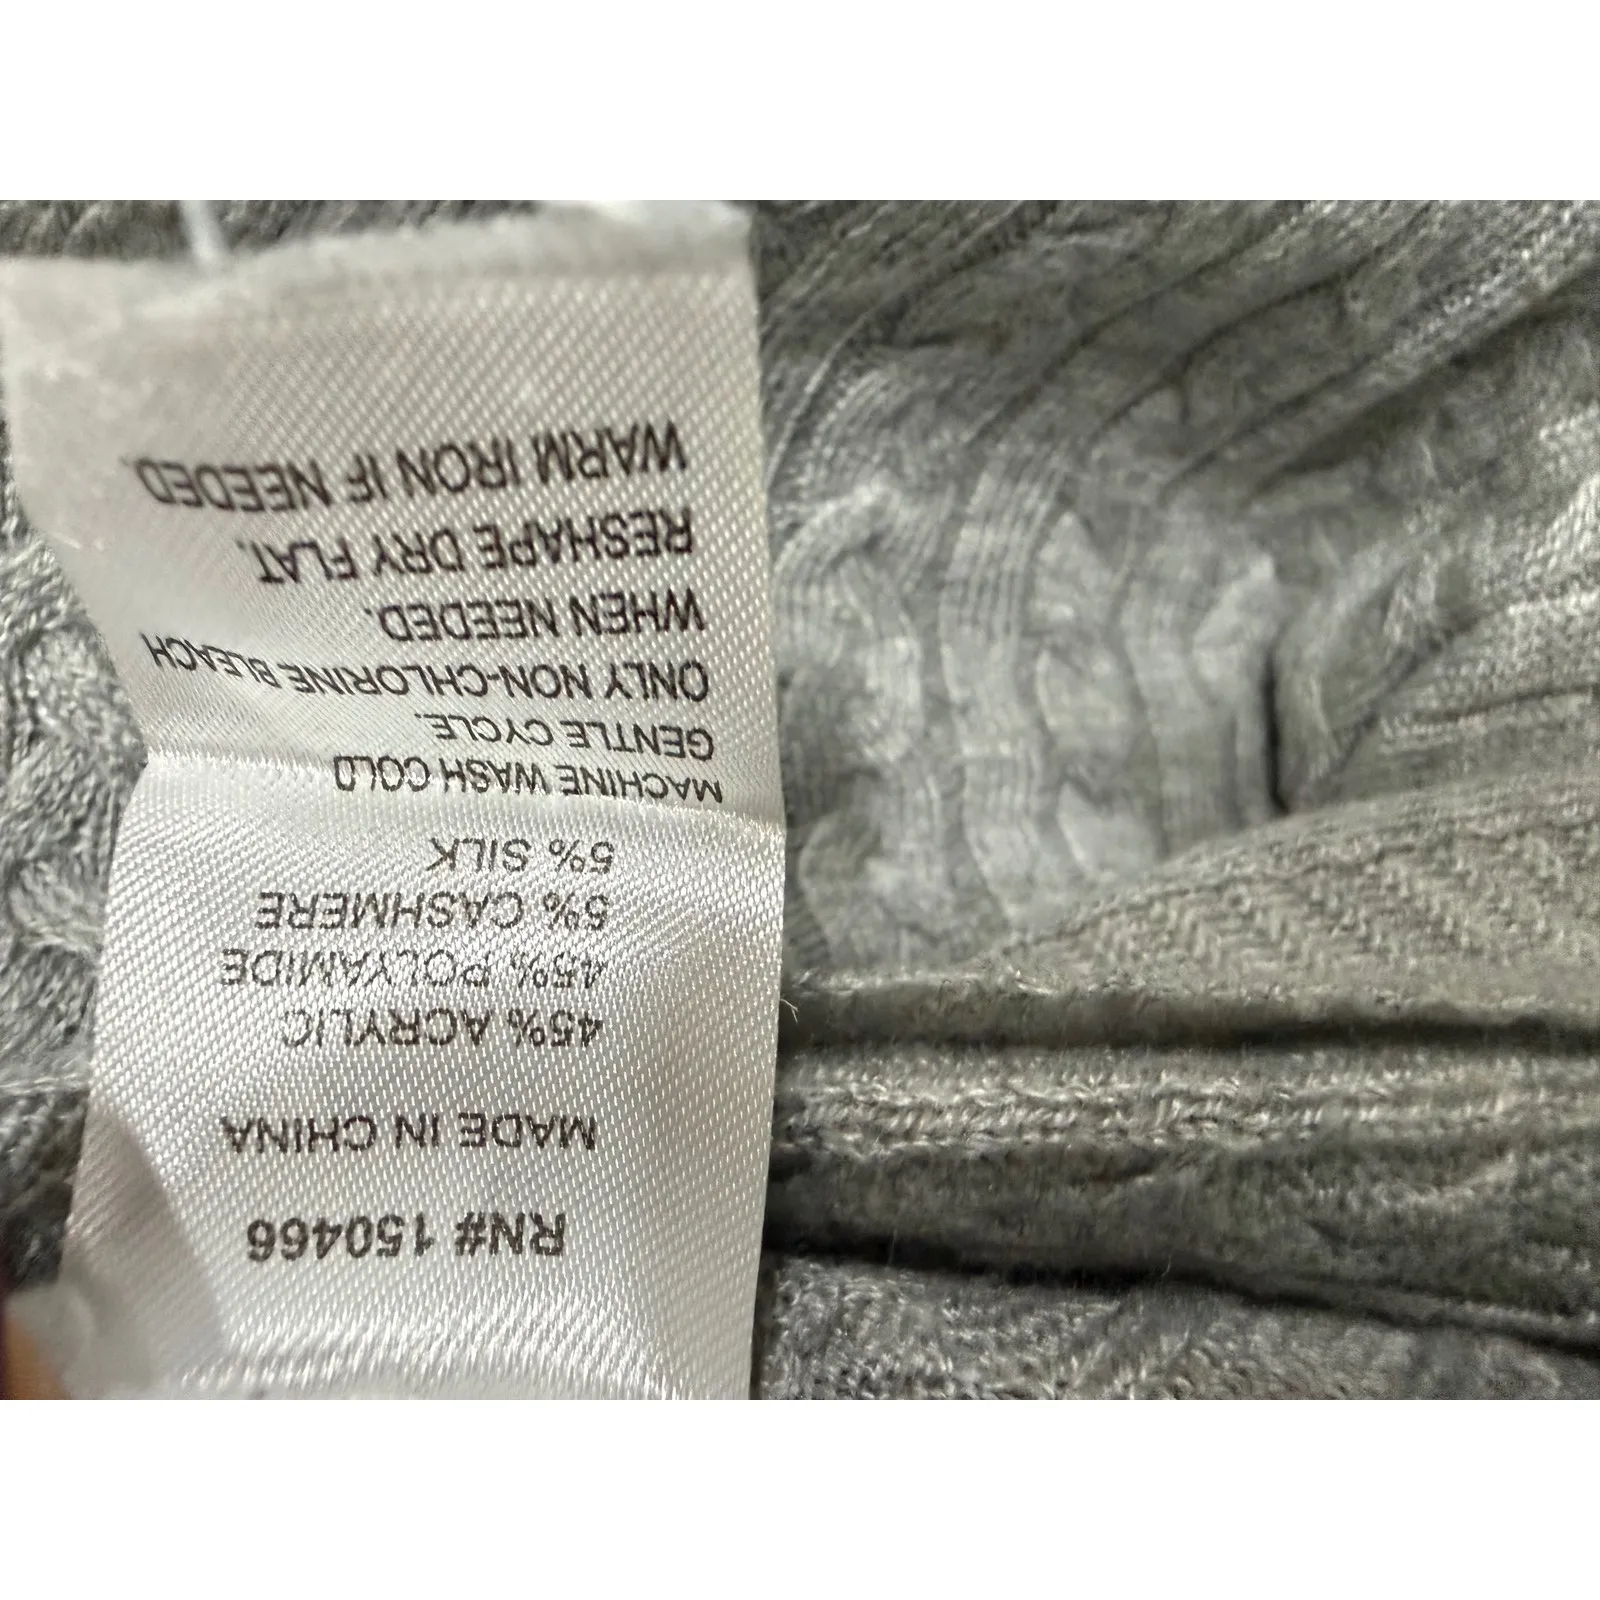 RN# 150466
MADE IN CHINA
45% ACRYLIC
45% POLYAMIDE
5% CASHMERE
5% SILK
MACHINE WASH COLD
GENTLE CYCLE.
ONLY NON-CHLORINE BLEACH
WHEN NEEDED.
RESHAPE DRY FLAT.
WARM IRON IF NEEDED.